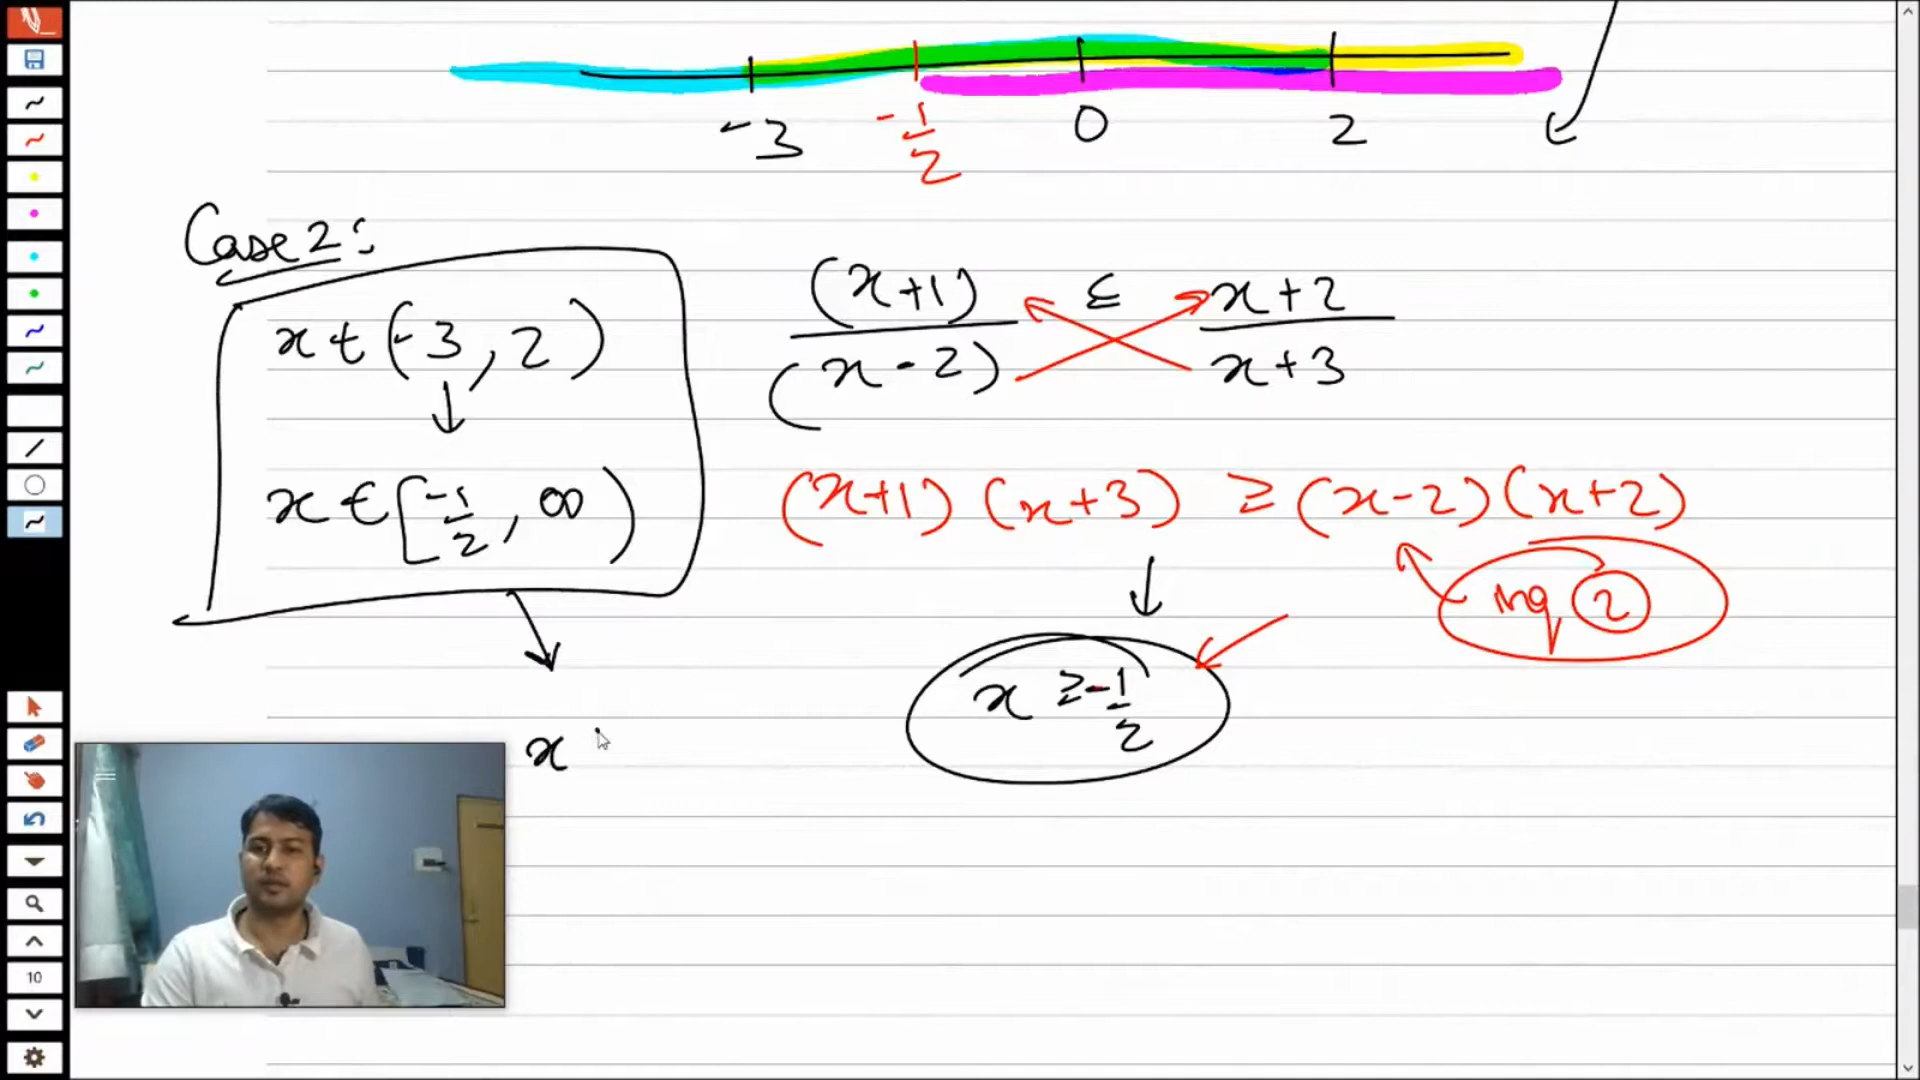 -3 -1/2 0 2
Case 2:
x ∈ (-3, 2)
x ∈ [-1/2, ∞)
x
(x+1)/(x-2) ≤ (x+2)/(x+3)
(x+1)(x+3) ≥ (x-2)(x+2)
inq 2
x ≥ -1/2
10